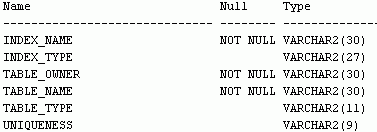 Name Null Type
------------------------------ -------- ----------------
INDEX_NAME NOT NULL VARCHAR2(30)
INDEX_TYPE VARCHAR2(27)
TABLE_OWNER NOT NULL VARCHAR2(30)
TABLE_NAME NOT NULL VARCHAR2(30)
TABLE_TYPE VARCHAR2(11)
UNIQUENESS VARCHAR2(9)